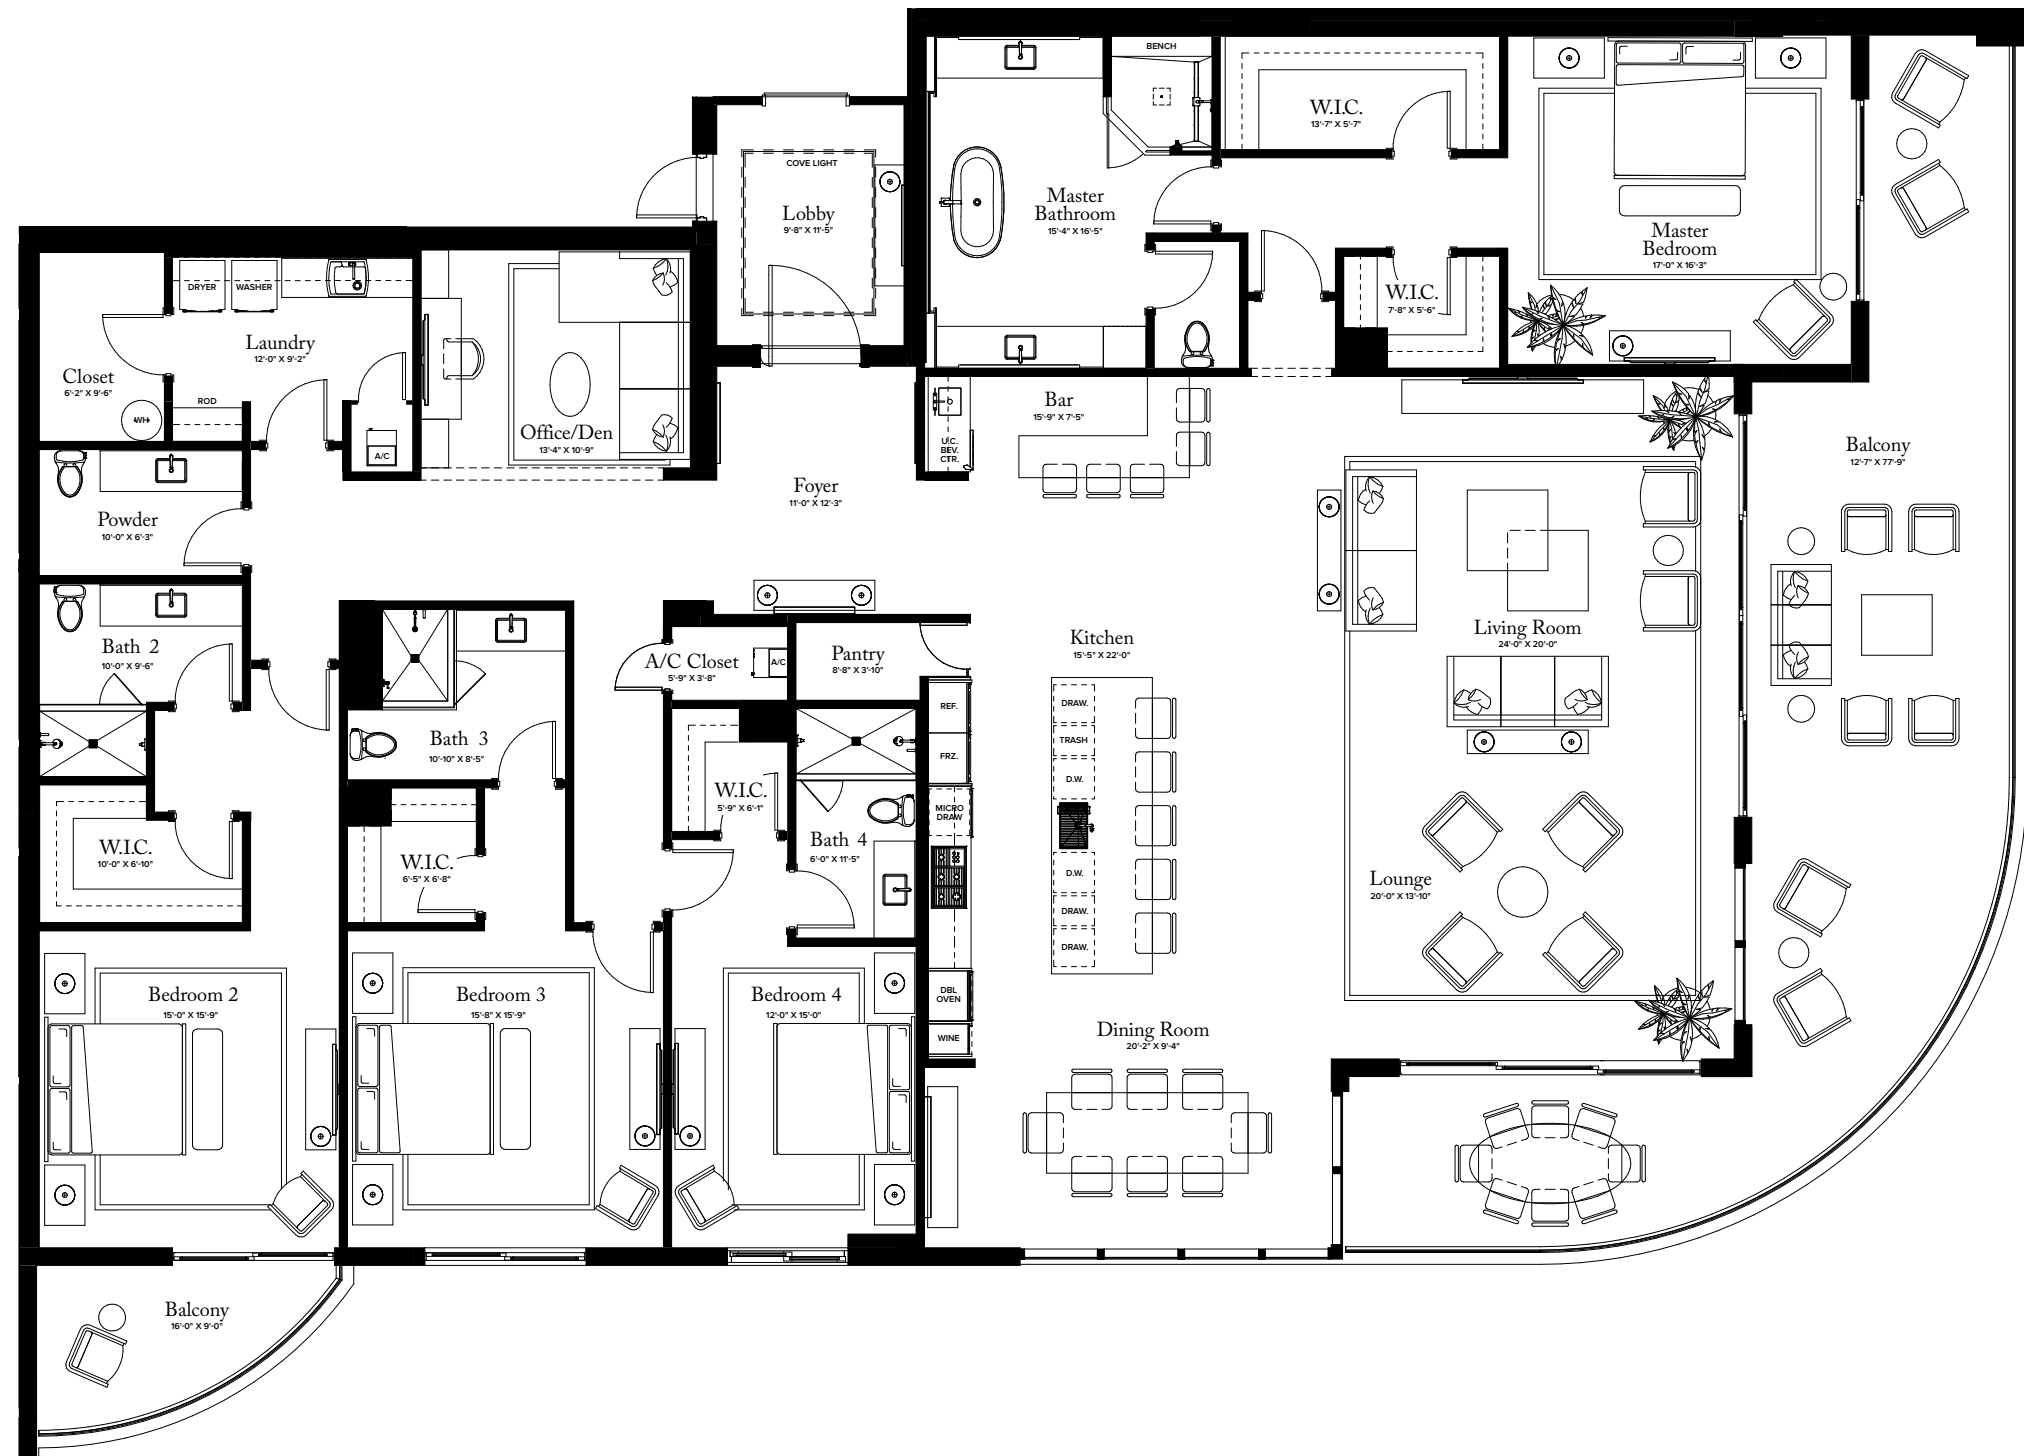 BENCH
W.I.C.
13'-7" X 5'-7"
COVE LIGHT
Lobby
9'-8" X 11'-5"
Master
Bathroom
15'-4" X 16'-5"
Master
Bedroom
17'-0" X 16'-3"
W.I.C.
7'-8" X 5'-6"
DRYER
WASHER
Laundry
12'-0" X 9'-2"
Closet
6'-2" X 9'-6"
WH
ROD
A/C
Office/Den
13'-4" X 10'-9"
Bar
15'-9" X 7'-5"
U.C.
BEV.
CTR.
Balcony
12'-7" X 77'-9"
Foyer
11'-0" X 12'-3"
Powder
10'-0" X 6'-3"
Bath 2
10'-0" X 9'-6"
A/C Closet
5'-9" X 3'-8"
A/C
Pantry
8'-8" X 3'-10"
Kitchen
15'-5" X 22'-0"
Living Room
24'-0" X 20'-0"
Bath 3
10'-10" X 8'-5"
REF.
FRZ.
DRAW.
TRASH
D.W.
W.I.C.
5'-9" X 6'-1"
MICRO
DRAW
Bath 4
6'-0" X 11'-5"
W.I.C.
10'-0" X 6'-10"
W.I.C.
6'-5" X 6'-8"
D.W.
DRAW.
DRAW.
Lounge
20'-0" X 13'-10"
Bedroom 2
15'-0" X 15'-9"
Bedroom 3
15'-8" X 15'-9"
Bedroom 4
12'-0" X 15'-0"
DBL
OVEN
WINE
Dining Room
20'-2" X 9'-4"
Balcony
16'-0" X 9'-0"